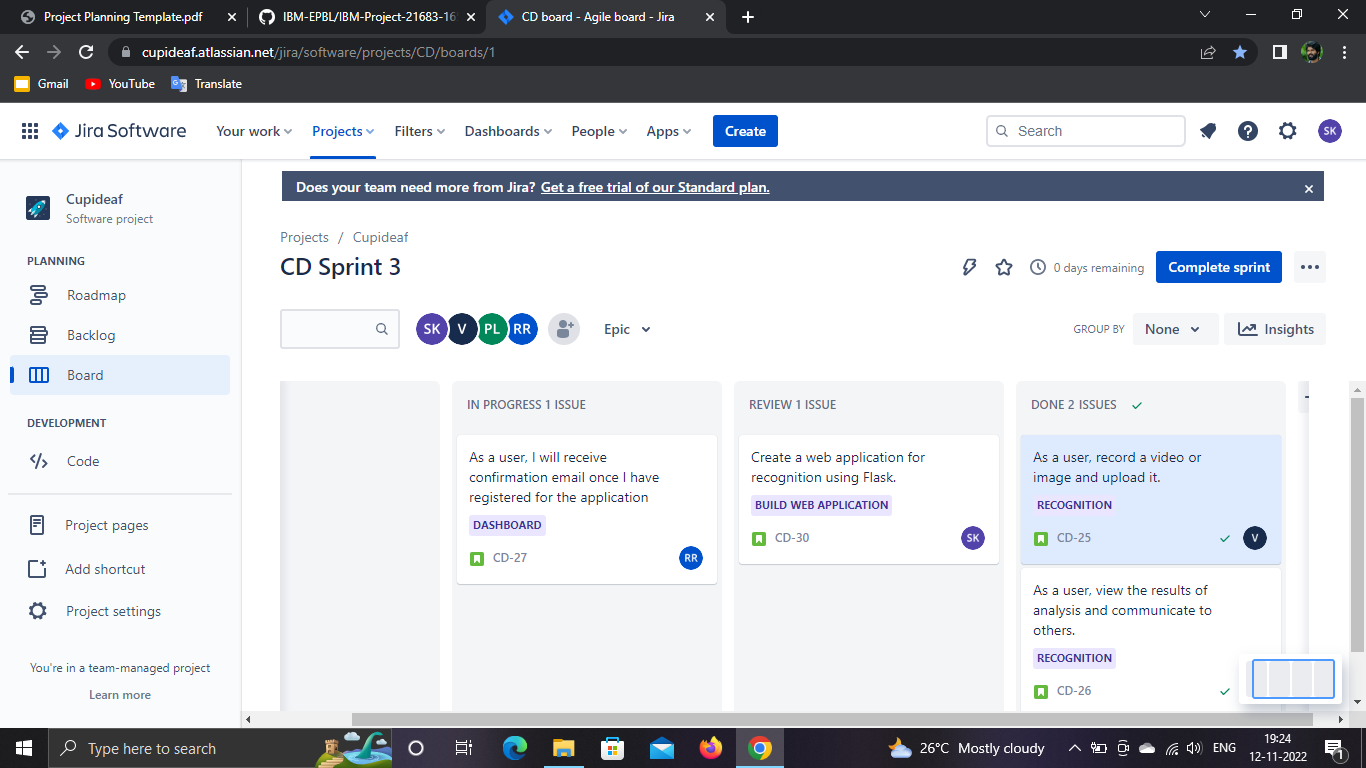 Project Planning Template.pdf
IBM-EPBL/IBM-Project-21683-16
CD board - Agile board - Jira
cupideaf.atlassian.net/jira/software/projects/CD/boards/1
Gmail
YouTube
Translate
Jira Software
Your work
Projects
Filters
Dashboards
People
Apps
Create
Search
SK
Does your team need more from Jira? Get a free trial of our Standard plan.
Cupideaf
Software project
PLANNING
Roadmap
Backlog
Board
DEVELOPMENT
Code
Project pages
Add shortcut
Project settings
You're in a team-managed project
Learn more
Projects / Cupideaf
CD Sprint 3
0 days remaining
Complete sprint
SK V PL RR
Epic
GROUP BY
None
Insights
IN PROGRESS 1 ISSUE
As a user, I will receive
confirmation email once I have
registered for the application
DASHBOARD
CD-27
RR
REVIEW 1 ISSUE
Create a web application for
recognition using Flask.
BUILD WEB APPLICATION
CD-30
SK
DONE 2 ISSUES
As a user, record a video or
image and upload it.
RECOGNITION
CD-25
V
As a user, view the results of
analysis and communicate to
others.
RECOGNITION
CD-26
Type here to search
26°C Mostly cloudy
ENG
19:24
12-11-2022
1